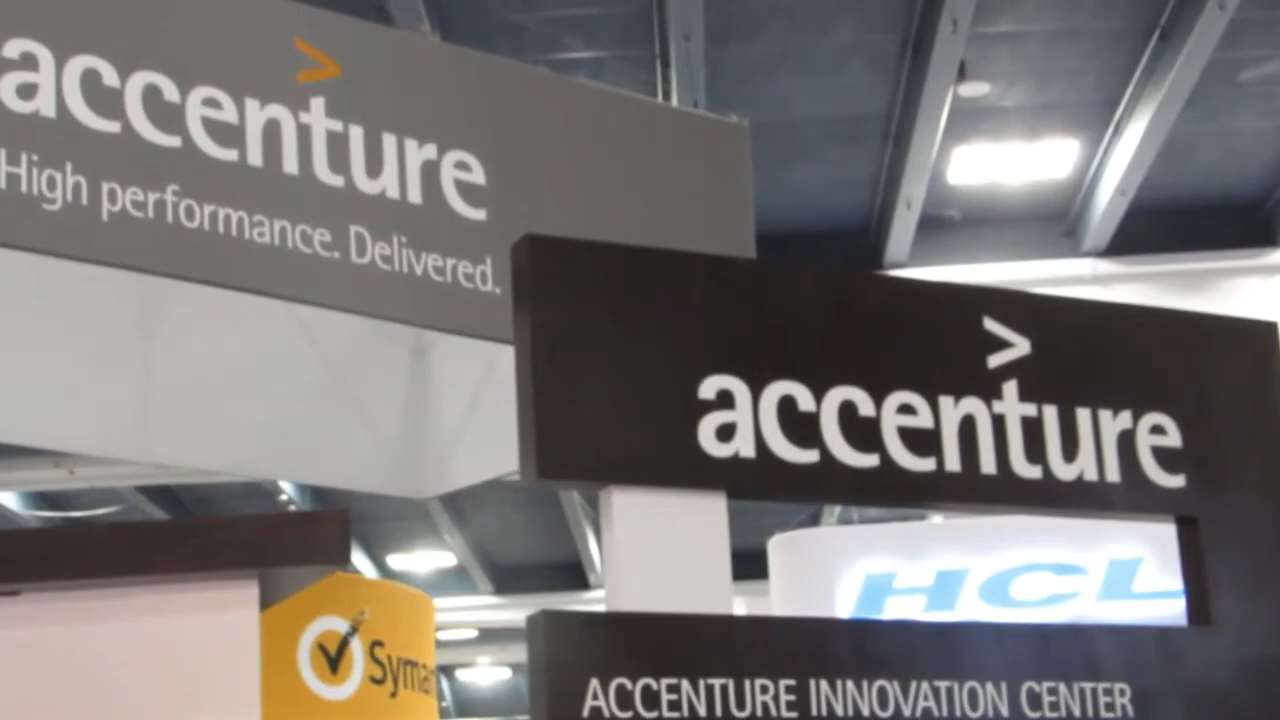 accenture
High performance. Delivered.
accenture
HCL
ACCENTURE INNOVATION CENTER